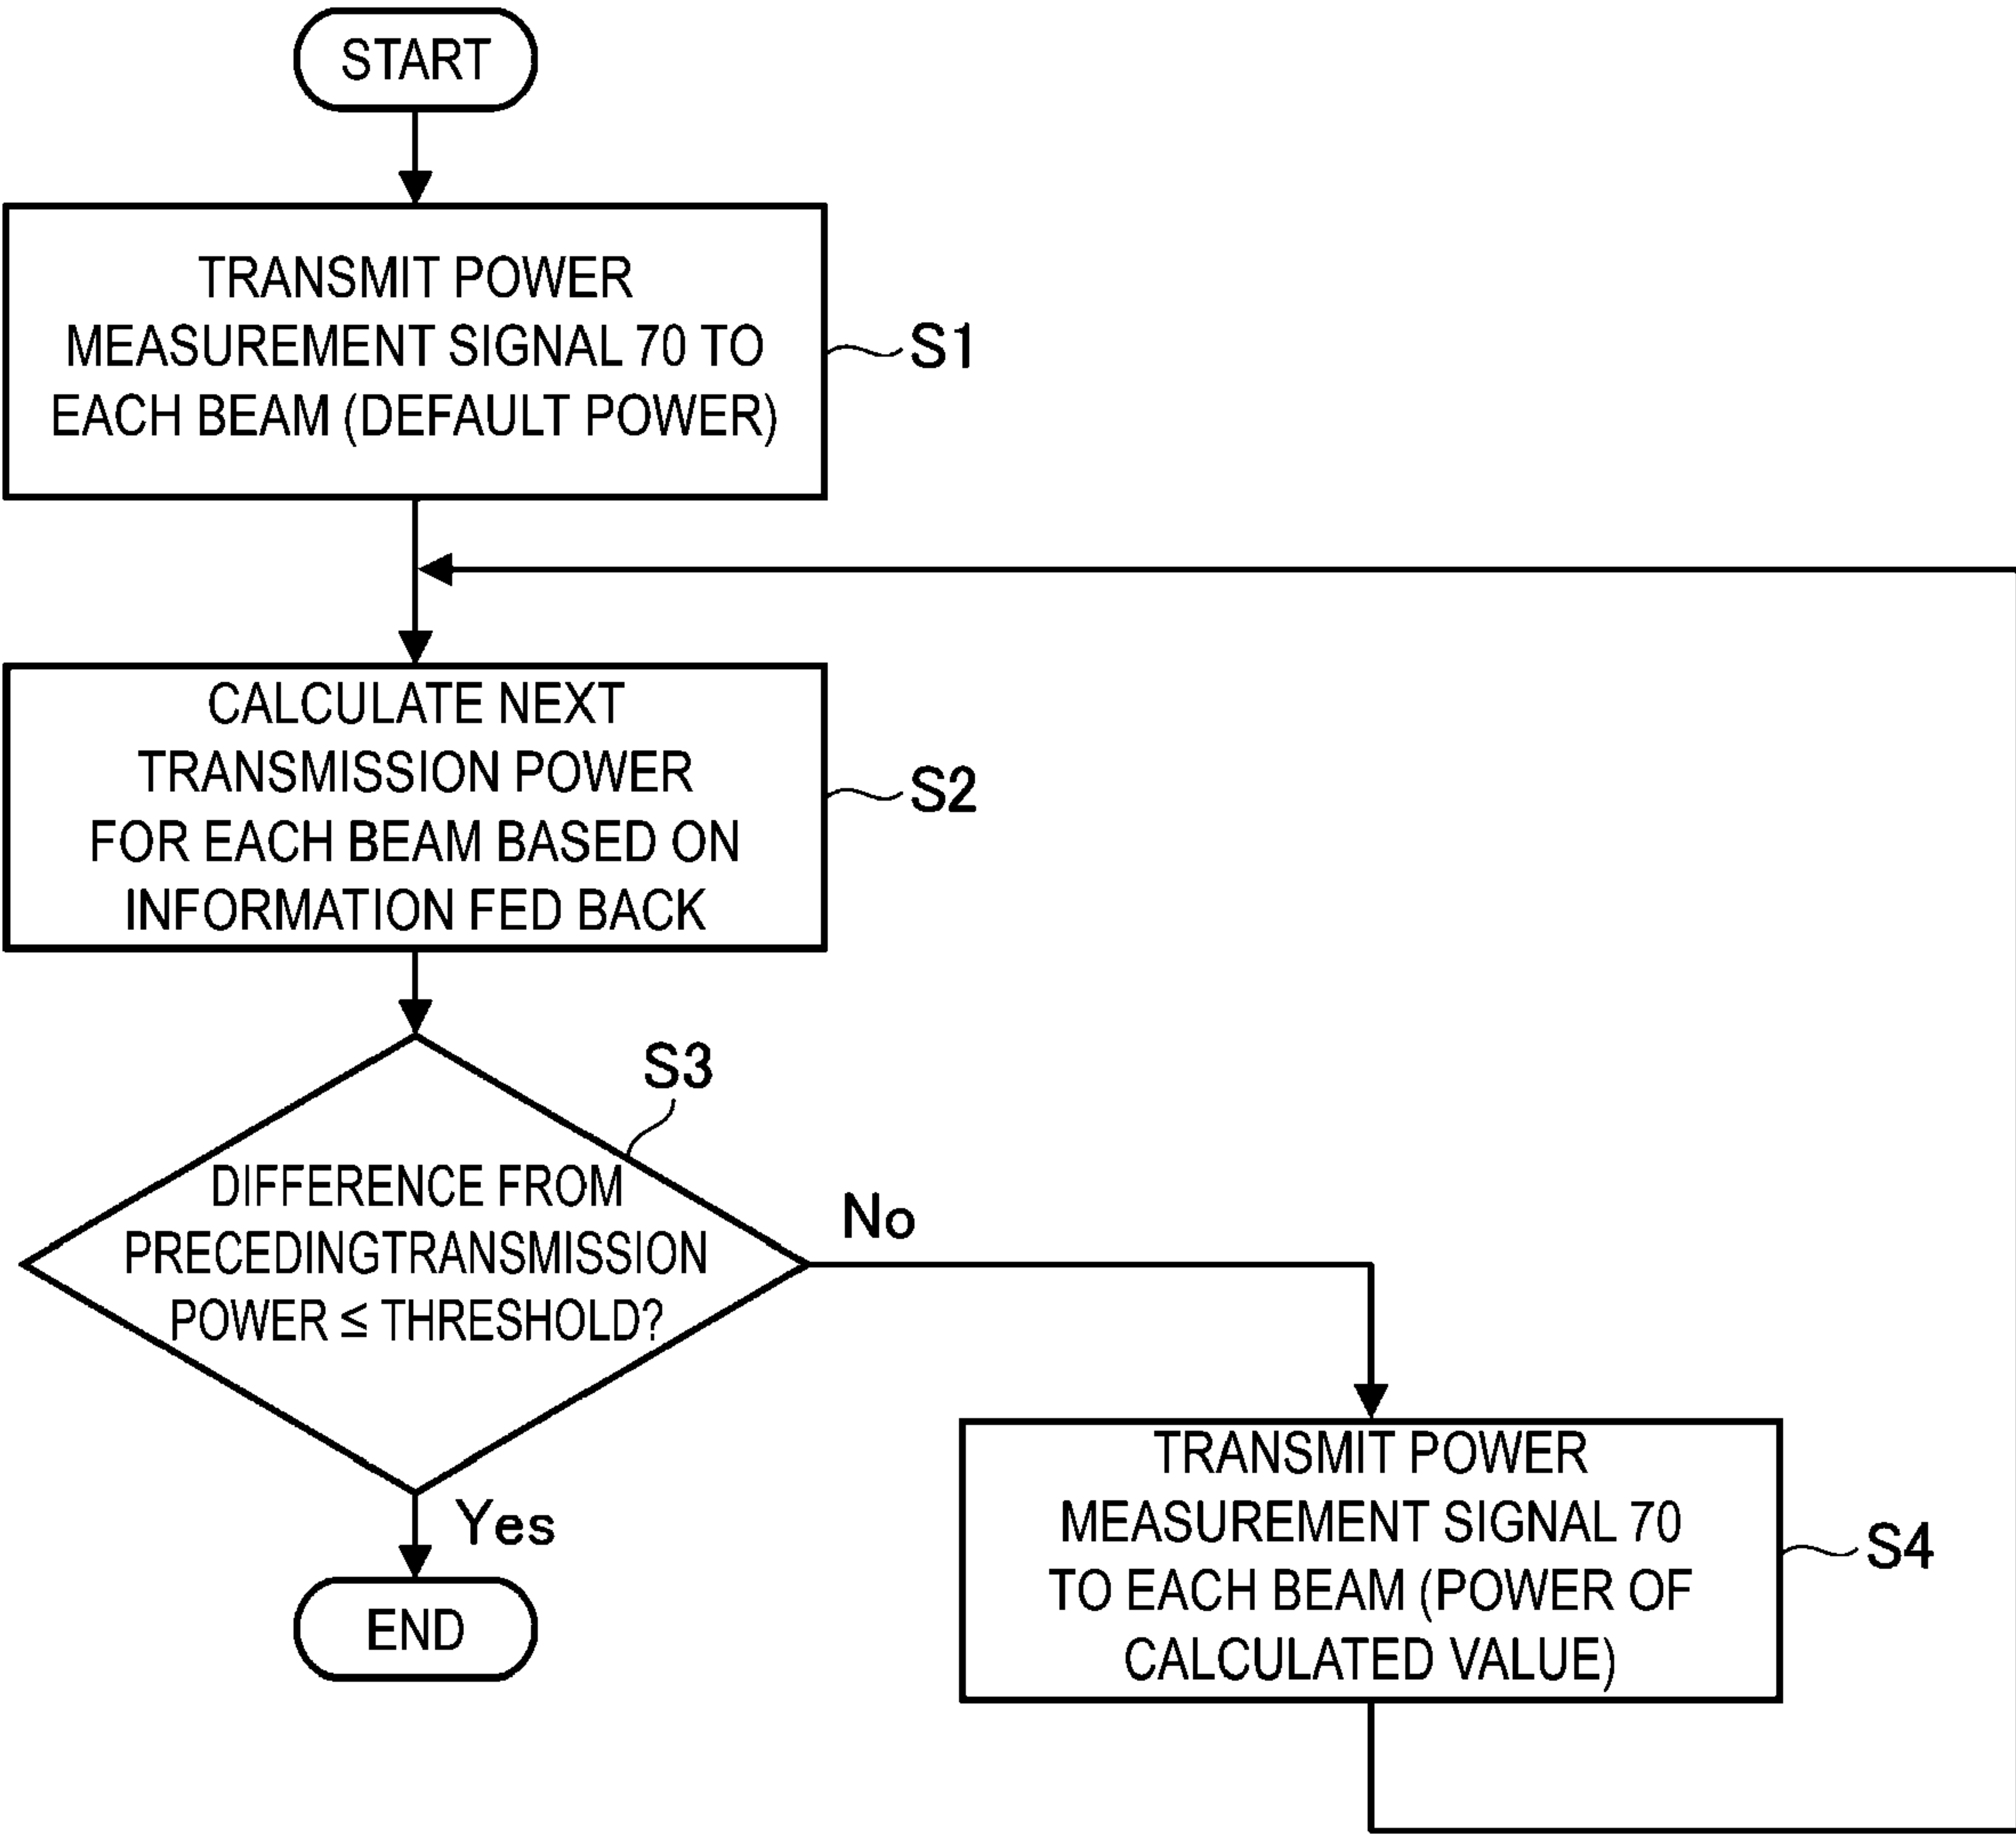 START
TRANSMIT POWER
MEASUREMENT SIGNAL 70 TO
EACH BEAM (DEFAULT POWER)
S1
CALCULATE NEXT
TRANSMISSION POWER
FOR EACH BEAM BASED ON
INFORMATION FED BACK
S2
S3
DIFFERENCE FROM
PRECEDINGTRANSMISSION
POWER ≤ THRESHOLD?
No
Yes
END
TRANSMIT POWER
MEASUREMENT SIGNAL 70
TO EACH BEAM (POWER OF
CALCULATED VALUE)
S4